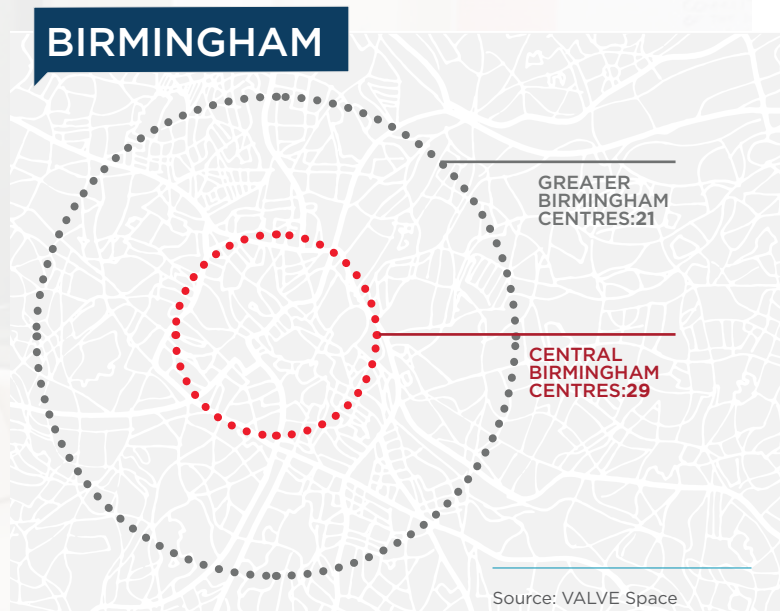 BIRMINGHAM
GREATER
BIRMINGHAM
CENTRES:21
CENTRAL
BIRMINGHAM
CENTRES:29
Source: VALVE Space